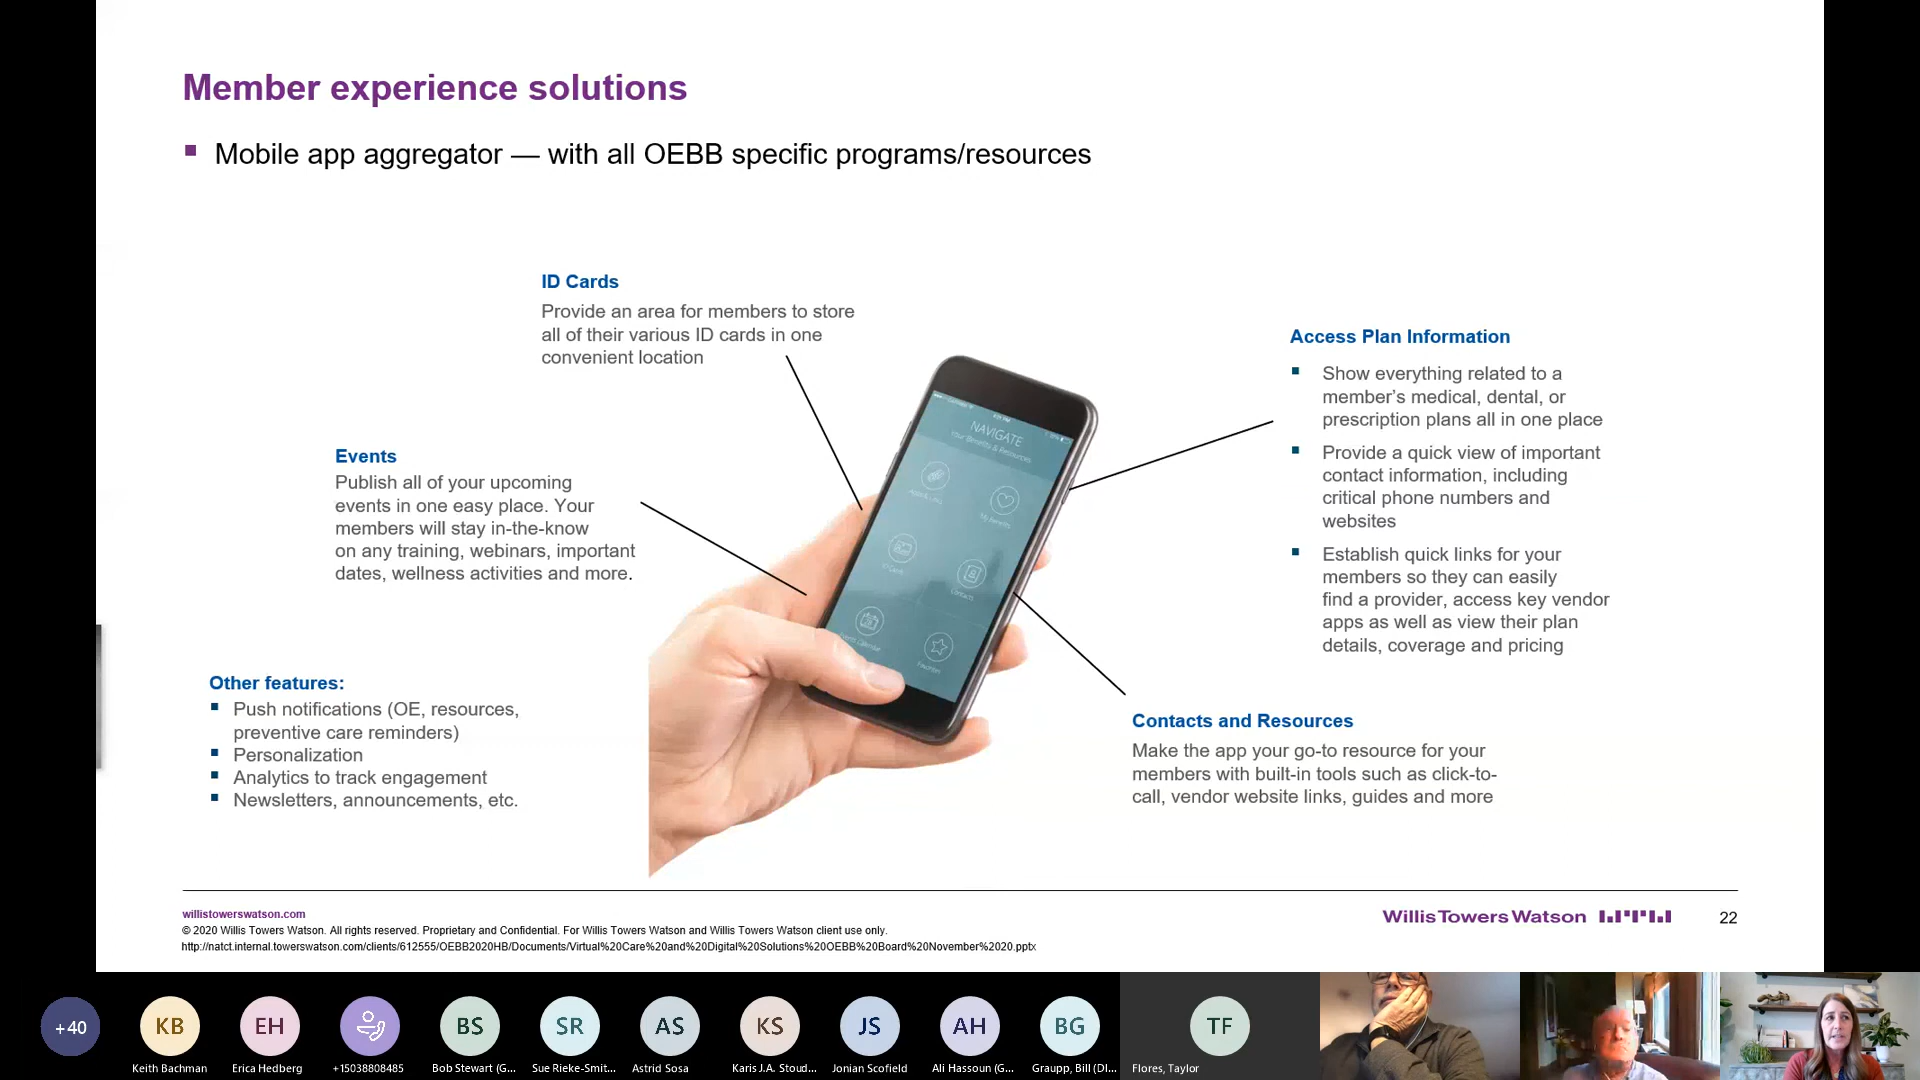 Member experience solutions
▪ Mobile app aggregator — with all OEBB specific programs/resources
ID Cards
Provide an area for members to store
all of their various ID cards in one
convenient location
Events
Publish all of your upcoming
events in one easy place. Your
members will stay in-the-know
on any training, webinars, important
dates, wellness activities and more.
Other features:
▪ Push notifications (OE, resources,
preventive care reminders)
▪ Personalization
▪ Analytics to track engagement
▪ Newsletters, announcements, etc.
NAVIGATE
Your Benefits & Resources
My Benefits
ID Cards
Contacts
Events Calendar
Favorites
Access Plan Information
▪ Show everything related to a
member's medical, dental, or
prescription plans all in one place
▪ Provide a quick view of important
contact information, including
critical phone numbers and
websites
▪ Establish quick links for your
members so they can easily
find a provider, access key vendor
apps as well as view their plan
details, coverage and pricing
Contacts and Resources
Make the app your go-to resource for your
members with built-in tools such as click-to-
call, vendor website links, guides and more
willistowerswatson.com
© 2020 Willis Towers Watson. All rights reserved. Proprietary and Confidential. For Willis Towers Watson and Willis Towers Watson client use only.
http://natct.internal.towerswatson.com/clients/612555/OEBB2020HB/Documents/Virtual%20Care%20and%20Digital%20Solutions%20OEBB%20Board%20November%2020.pptx
WillisTowersWatson
22
+40
KB
EH
BS
SR
AS
KS
JS
AH
BG
TF
Keith Bachman
Erica Hedberg
+15038808485
Bob Stewart (G...
Sue Rieke-Smit...
Astrid Sosa
Karis J.A. Stoud...
Jonian Scofield
Ali Hassoun (G...
Graupp, Bill (DI...
Flores, Taylor